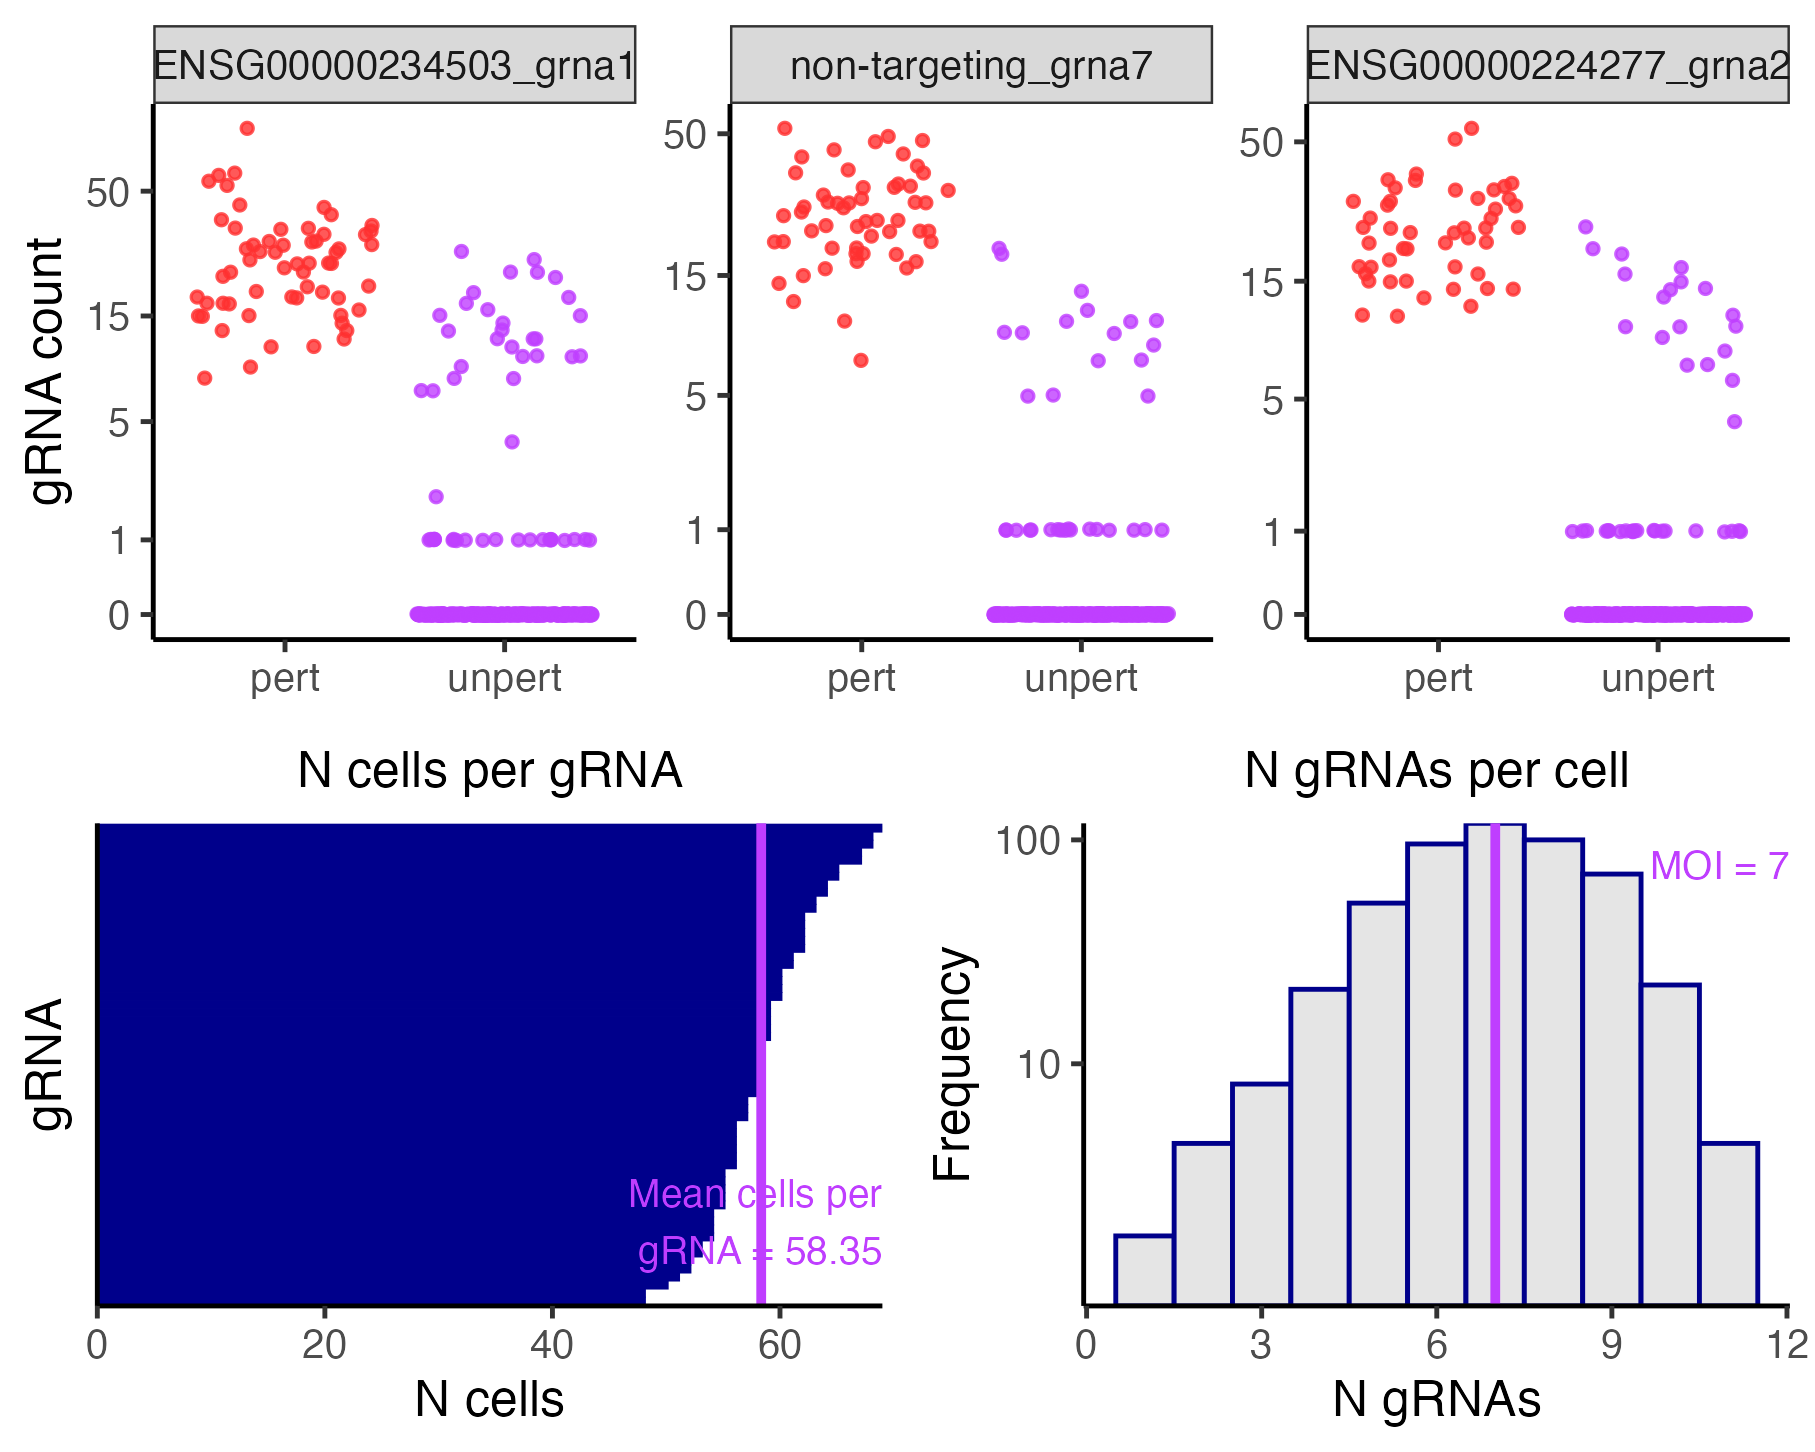 ENSG00000234503_grna1
non-targeting_grna7
ENSG00000224277_grna2
gRNA count
50
15
5
1
0
50
15
5
1
0
50
15
5
1
0
pert
unpert
pert
unpert
pert
unpert
N cells per gRNA
gRNA
Mean cells per
gRNA = 58.35
0
20
40
60
N cells
N gRNAs per cell
Frequency
100
10
MOI = 7
0
3
6
9
12
N gRNAs